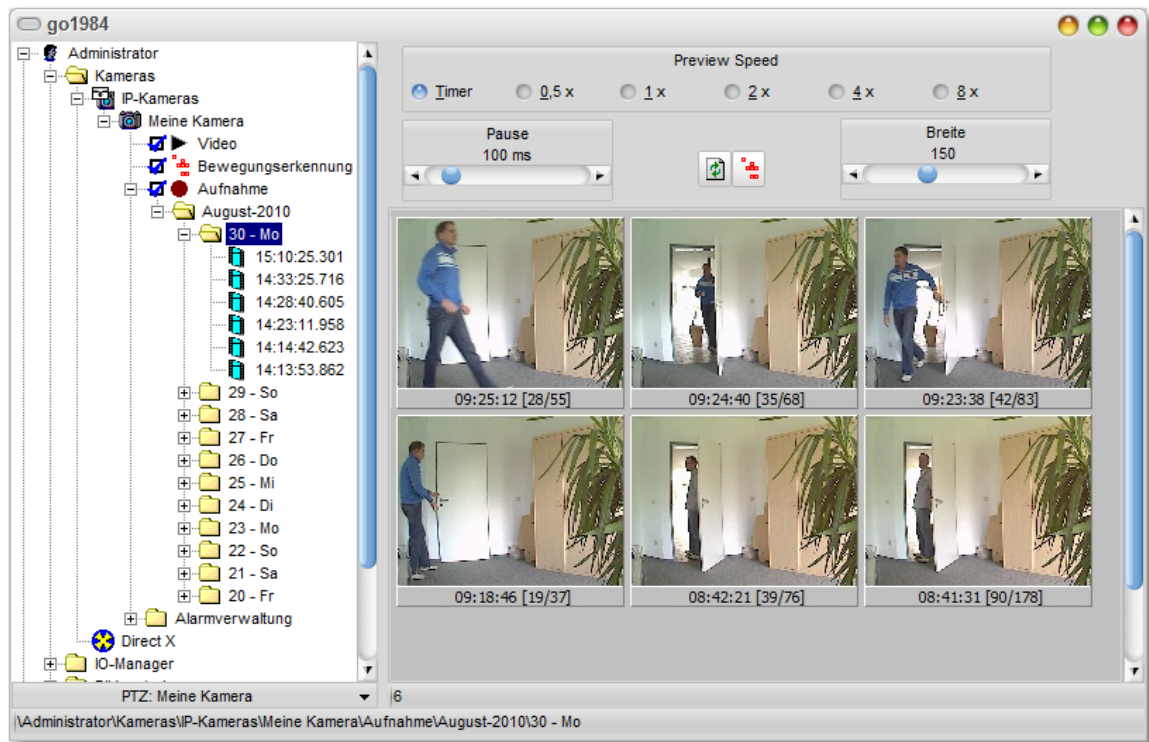 go1984
Administrator
Kameras
IP-Kameras
Meine Kamera
Video
Bewegungserkennung
Aufnahme
August-2010
30 - Mo
15:10:25.301
14:33:25.716
14:28:40.605
14:23:11.958
14:14:42.623
14:13:53.862
29 - So
28 - Sa
27 - Fr
26 - Do
25 - Mi
24 - Di
23 - Mo
22 - So
21 - Sa
20 - Fr
Alarmverwaltung
Direct X
IO-Manager
PTZ: Meine Kamera
Preview Speed
Timer 0,5 x 1 x 2 x 4 x 8 x
Pause
100 ms
Breite
150
09:25:12 [28/55] 09:24:40 [35/68] 09:23:38 [42/83]
09:18:46 [19/37] 08:42:21 [39/76] 08:41:31 [90/178]
6
\Administrator\Kameras\IP-Kameras\Meine Kamera\Aufnahme\August-2010\30 - Mo